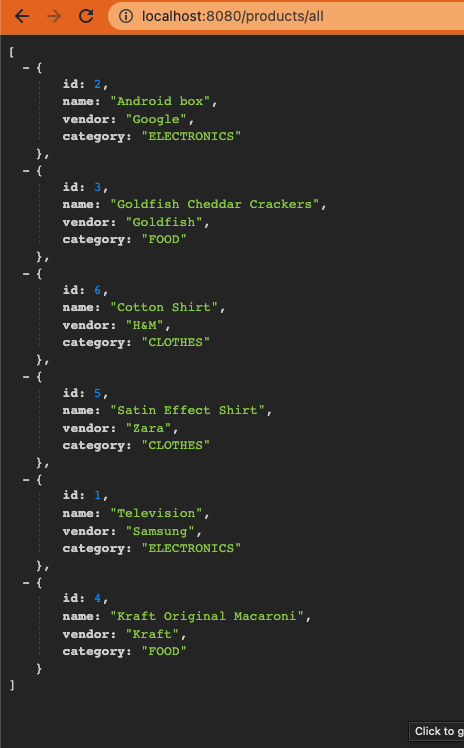 localhost:8080/products/all
[
- {
id: 2,
name: "Android box",
vendor: "Google",
category: "ELECTRONICS"
},
- {
id: 3,
name: "Goldfish Cheddar Crackers",
vendor: "Goldfish",
category: "FOOD"
},
- {
id: 6,
name: "Cotton Shirt",
vendor: "H&M",
category: "CLOTHES"
},
- {
id: 5,
name: "Satin Effect Shirt",
vendor: "Zara",
category: "CLOTHES"
},
- {
id: 1,
name: "Television",
vendor: "Samsung",
category: "ELECTRONICS"
},
- {
id: 4,
name: "Kraft Original Macaroni",
vendor: "Kraft",
category: "FOOD"
}
]
Click to g